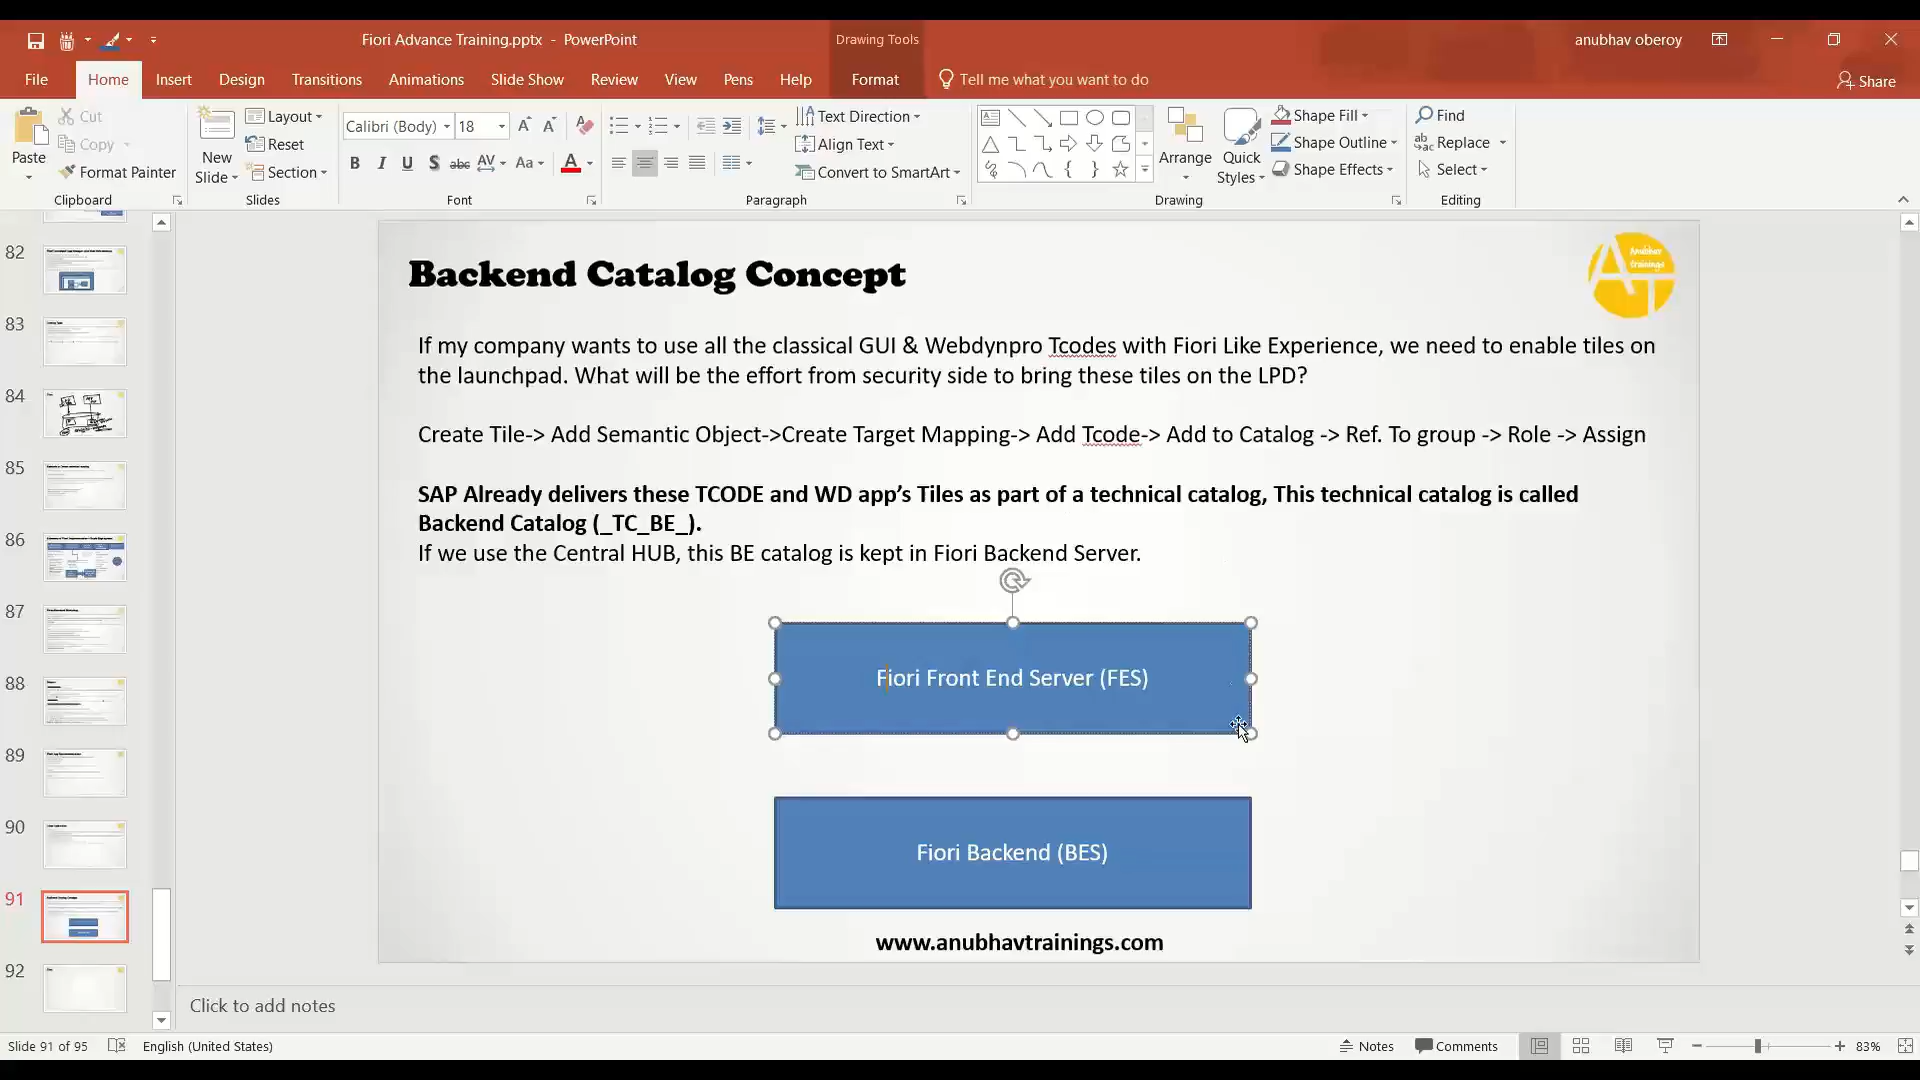 Fiori Advance Training.pptx - PowerPoint
Drawing Tools
anubhav oberoy
File
Home
Insert
Design
Transitions
Animations
Slide Show
Review
View
Pens
Help
Format
Tell me what you want to do
Share
Paste
Cut
Copy
Format Painter
Clipboard
New Slide
Layout
Reset
Section
Slides
Calibri (Body)
18
Font
Text Direction
Align Text
Convert to SmartArt
Paragraph
Arrange
Quick Styles
Shape Fill
Shape Outline
Shape Effects
Drawing
Find
Replace
Select
Editing
82
83
84
85
86
87
88
89
90
91
92
Backend Catalog Concept
Anubhav
trainings
If my company wants to use all the classical GUI & Webdynpro Tcodes with Fiori Like Experience, we need to enable tiles on
the launchpad. What will be the effort from security side to bring these tiles on the LPD?
Create Tile-> Add Semantic Object->Create Target Mapping-> Add Tcode-> Add to Catalog -> Ref. To group -> Role -> Assign
SAP Already delivers these TCODE and WD app's Tiles as part of a technical catalog, This technical catalog is called
Backend Catalog (_TC_BE_).
If we use the Central HUB, this BE catalog is kept in Fiori Backend Server.
Fiori Front End Server (FES)
Fiori Backend (BES)
www.anubhavtrainings.com
Click to add notes
Slide 91 of 95
English (United States)
Notes
Comments
83%